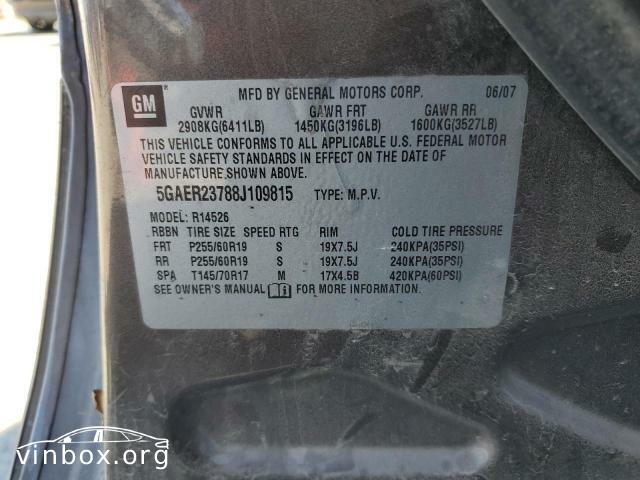 GM
MFD BY GENERAL MOTORS CORP. 06/07
GVWR GAWR FRT GAWR RR
2908KG(6411LB) 1450KG(3196LB) 1600KG(3527LB)
THIS VEHICLE CONFORMS TO ALL APPLICABLE U.S. FEDERAL MOTOR
VEHICLE SAFETY STANDARDS IN EFFECT ON THE DATE OF
MANUFACTURE,SHOWN ABOVE.
5GAER23788J109815 TYPE: M.P.V.
MODEL: R14526
RBBN TIRE SIZE SPEED RTG RIM COLD TIRE PRESSURE
FRT P255/60R19 S 19X7.5J 240KPA(35PSI)
RR P255/60R19 S 19X7.5J 240KPA(35PSI)
SPA T145/70R17 M 17X4.5B 420KPA(60PSI)
SEE OWNER'S MANUAL FOR MORE INFORMATION.
vinbox.org